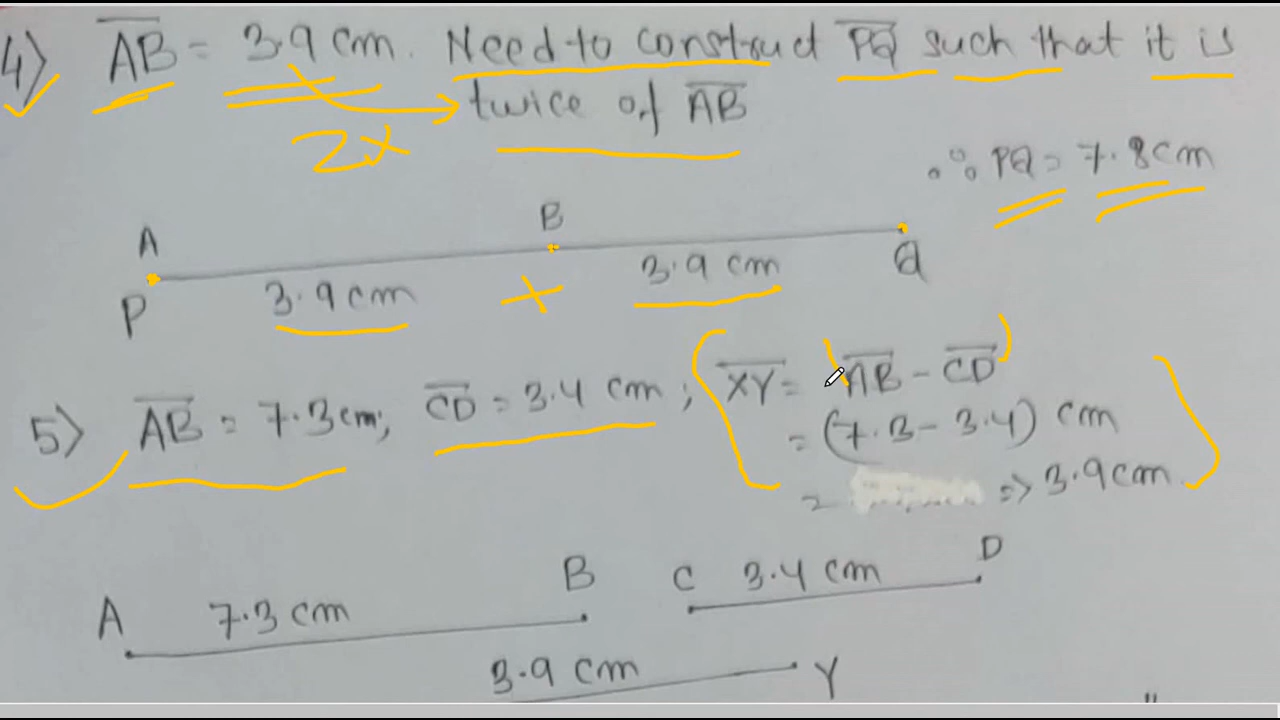 4) AB = 3.9 cm. Need to construct PQ such that it is
twice of AB
2x
∴ PQ = 7.8cm
A B
P 3.9 cm + 3.9 cm Q
5) AB = 7.3cm; CD = 3.4 cm; XY = AB - CD
= (7.3 - 3.4) cm
= => 3.9cm.
A 7.3 cm B C 3.4 cm D
3.9 cm Y